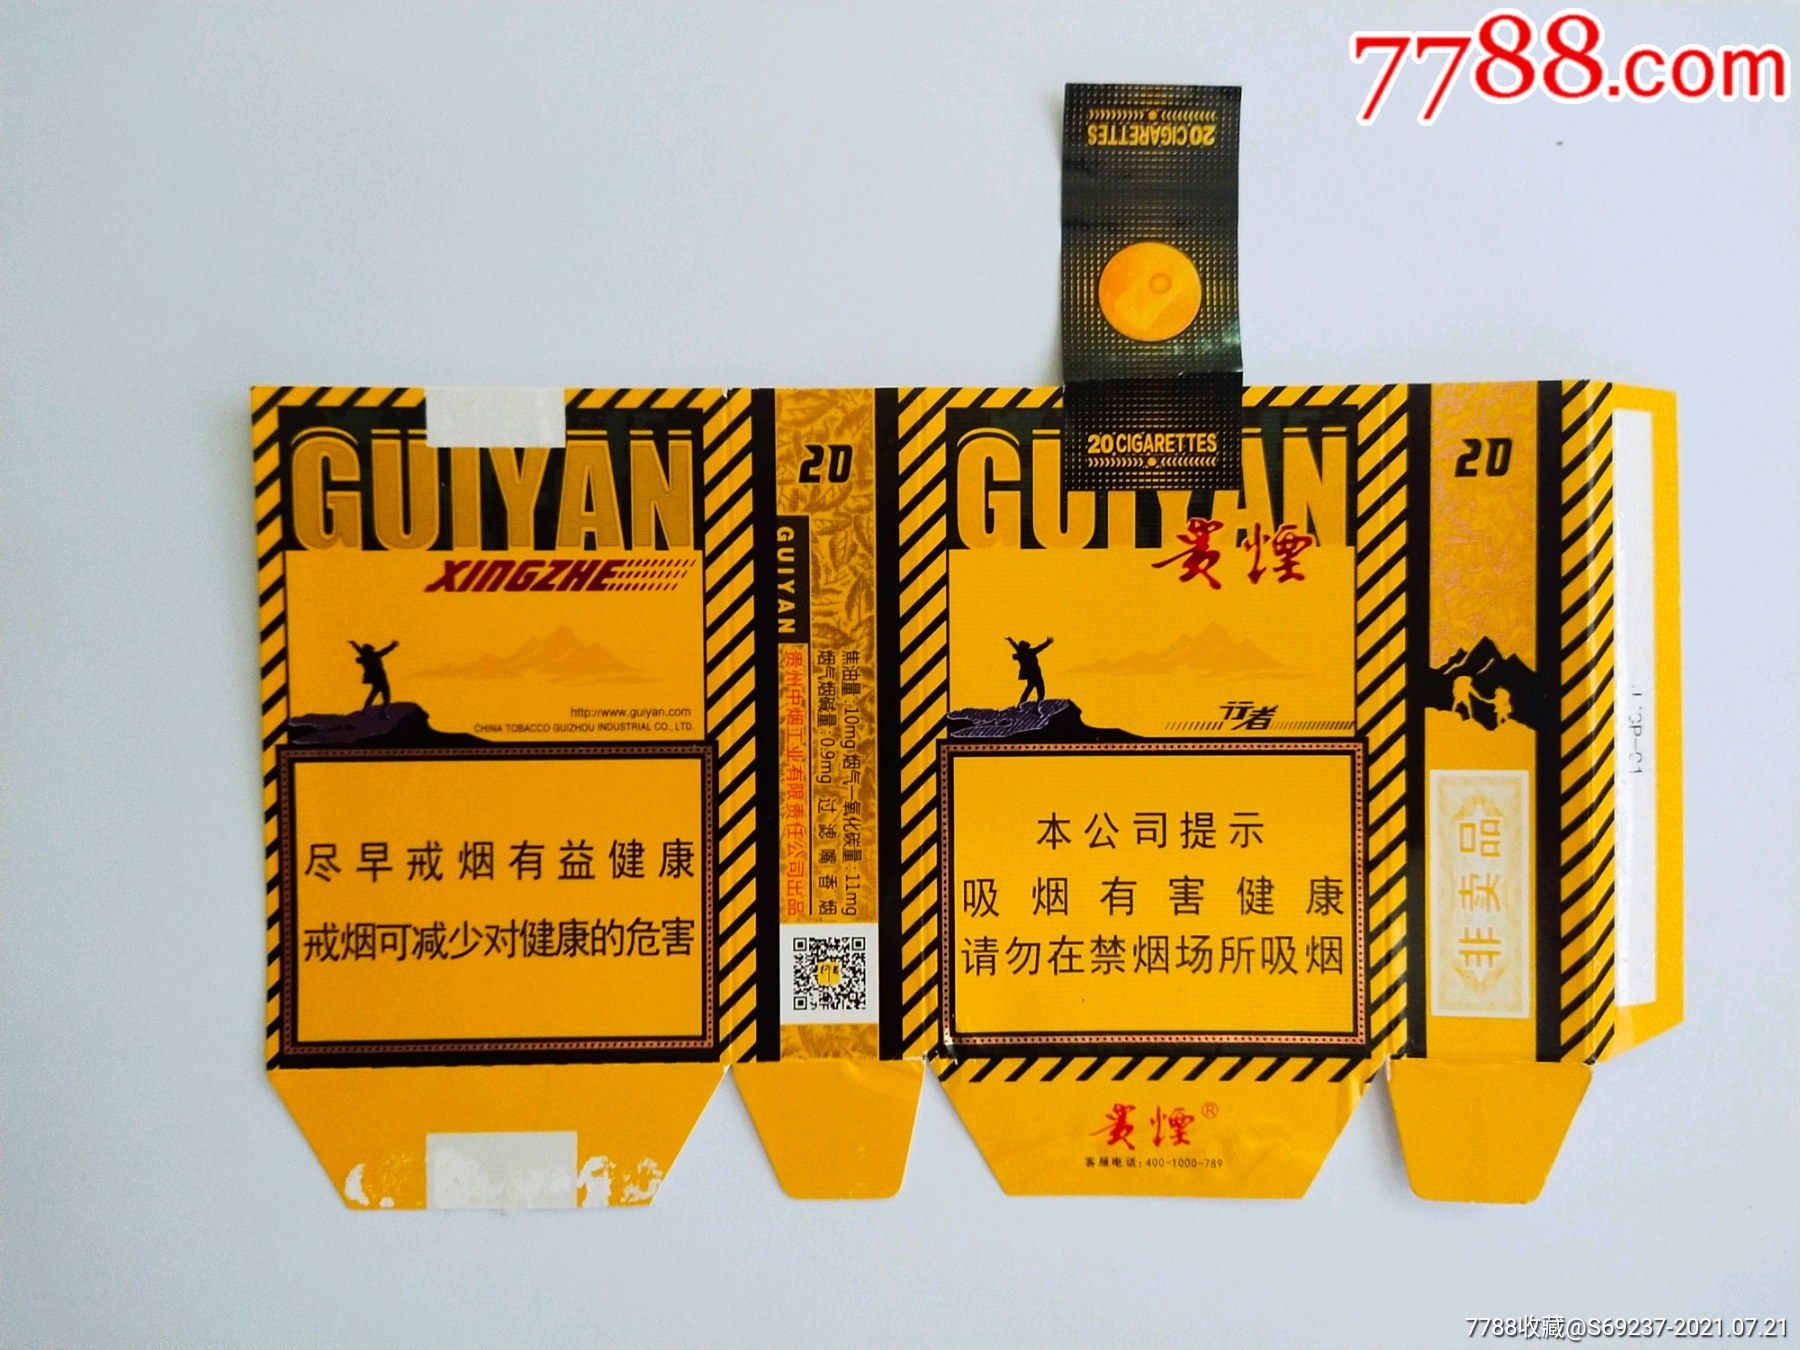 7788.com
20 CIGARETTES
20 CIGARETTES
GUIYAN
XINGZHE
http://www.guiyan.com
CHINA TOBACCO GUIZHOU INDUSTRIAL CO., LTD.
尽早戒烟有益健康
戒烟可减少对健康的危害
20
GUIYAN
贵州中烟工业有限责任公司出品
焦油量:10mg 烟气一氧化碳量:11mg
烟气烟碱量:0.9mg 过滤嘴香烟
GUIYAN
貴煙
行者
本公司提示
吸烟有害健康
请勿在禁烟场所吸烟
貴煙®
客服电话:400-1000-789
20
非卖品
7788收藏@S69237-2021.07.21